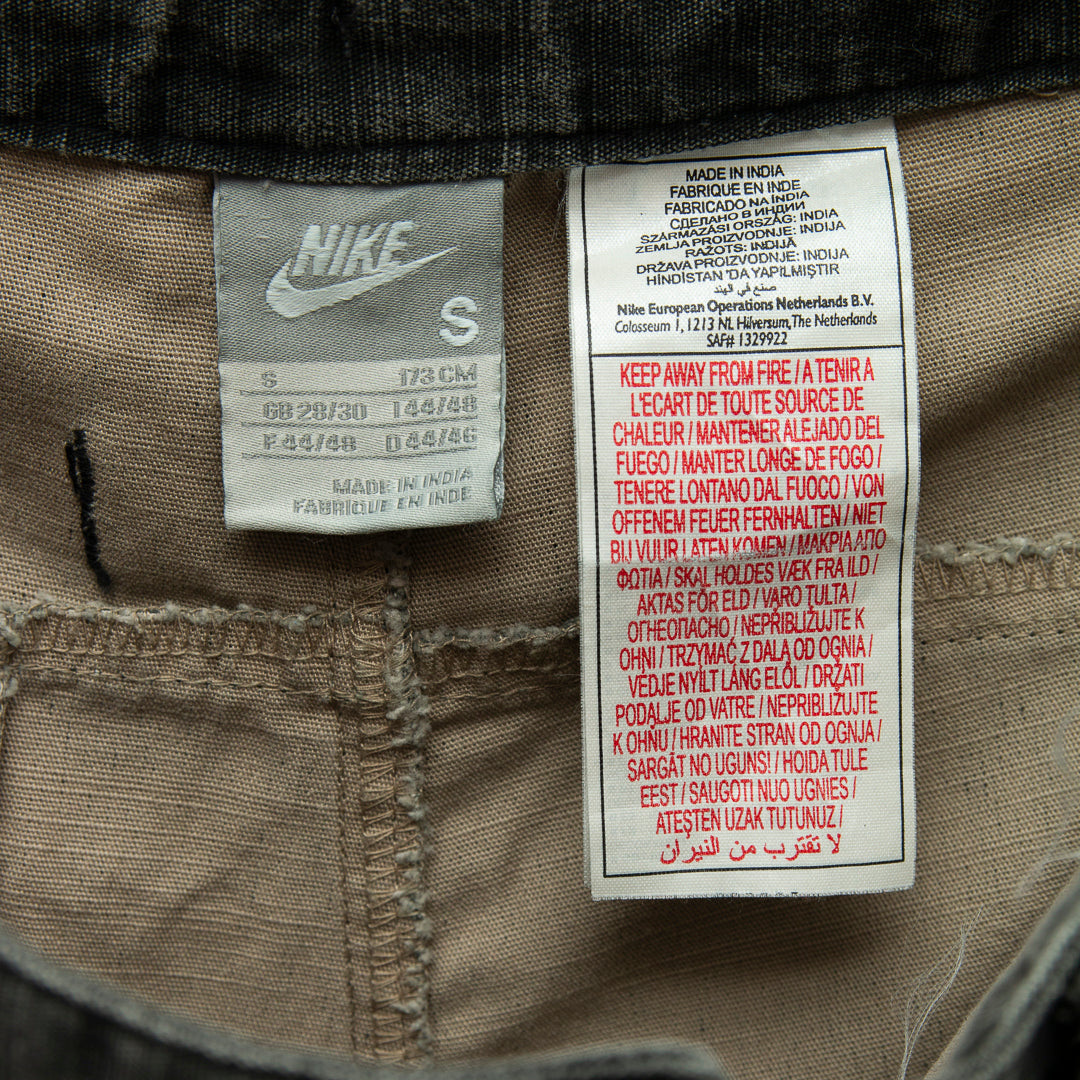 NIKE
S
S 173 CM
GB 28/30 I 44/48
F 44/48 D 44/46
MADE IN INDIA
FABRIQUE EN INDE
MADE IN INDIA
FABRIQUE EN INDE
FABRICADO NA ÍNDIA
СДЕЛАНО В ИНДИИ
SZÁRMAZÁSI ORSZÁG: INDIA
ZEMLJA PROIZVODNJE: INDIJA
RAŽOTS: INDIJĀ
DRŽAVA PROIZVODNJE: INDIJA
HİNDİSTAN 'DA YAPILMIŞTIR
صنع في الهند
Nike European Operations Netherlands B.V.
Colosseum 1, 1213 NL Hilversum, The Netherlands
SAF# 1329922
KEEP AWAY FROM FIRE / A TENIR A
L'ECART DE TOUTE SOURCE DE
CHALEUR / MANTENER ALEJADO DEL
FUEGO / MANTER LONGE DE FOGO /
TENERE LONTANO DAL FUOCO / VON
OFFENEM FEUER FERNHALTEN / NIET
BIJ VUUR LATEN KOMEN / ΜΑΚΡΙΑ ΑΠΟ
ΦΩΤΙΑ / SKAL HOLDES VÆK FRA ILD /
AKTAS FÖR ELD / VARO TULTA /
ОГНЕОПАСНО / NEPŘIBLIŽUJTE K
OHNI / TRZYMAĆ Z DALA OD OGNIA /
VÉDJE NYÍLT LÁNG ELŐL / DRŽATI
PODALJE OD VATRE / NEPRIBLIŽUJTE
K OHŇU / HRANITE STRAN OD OGNJA /
SARGĀT NO UGUNS! / HOIDA TULE
EEST / SAUGOTI NUO UGNIES /
ATEŞTEN UZAK TUTUNUZ /
لا تقترب من النيران